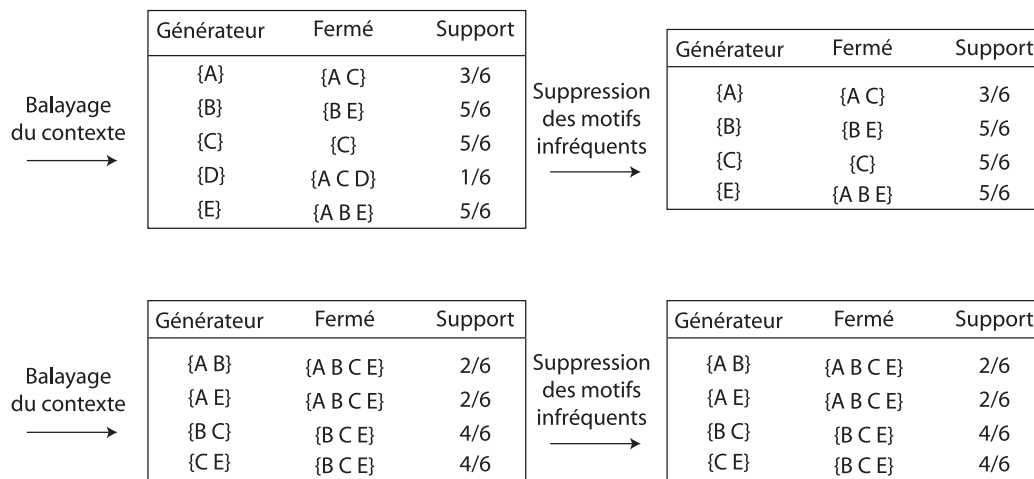 Balayage
du contexte
Générateur Fermé Support
{A} {A C} 3/6
{B} {B E} 5/6
{C} {C} 5/6
{D} {A C D} 1/6
{E} {A B E} 5/6
Suppression
des motifs
infréquents
Générateur Fermé Support
{A} {A C} 3/6
{B} {B E} 5/6
{C} {C} 5/6
{E} {A B E} 5/6
Balayage
du contexte
Générateur Fermé Support
{A B} {A B C E} 2/6
{A E} {A B C E} 2/6
{B C} {B C E} 4/6
{C E} {B C E} 4/6
Suppression
des motifs
infréquents
Générateur Fermé Support
{A B} {A B C E} 2/6
{A E} {A B C E} 2/6
{B C} {B C E} 4/6
{C E} {B C E} 4/6